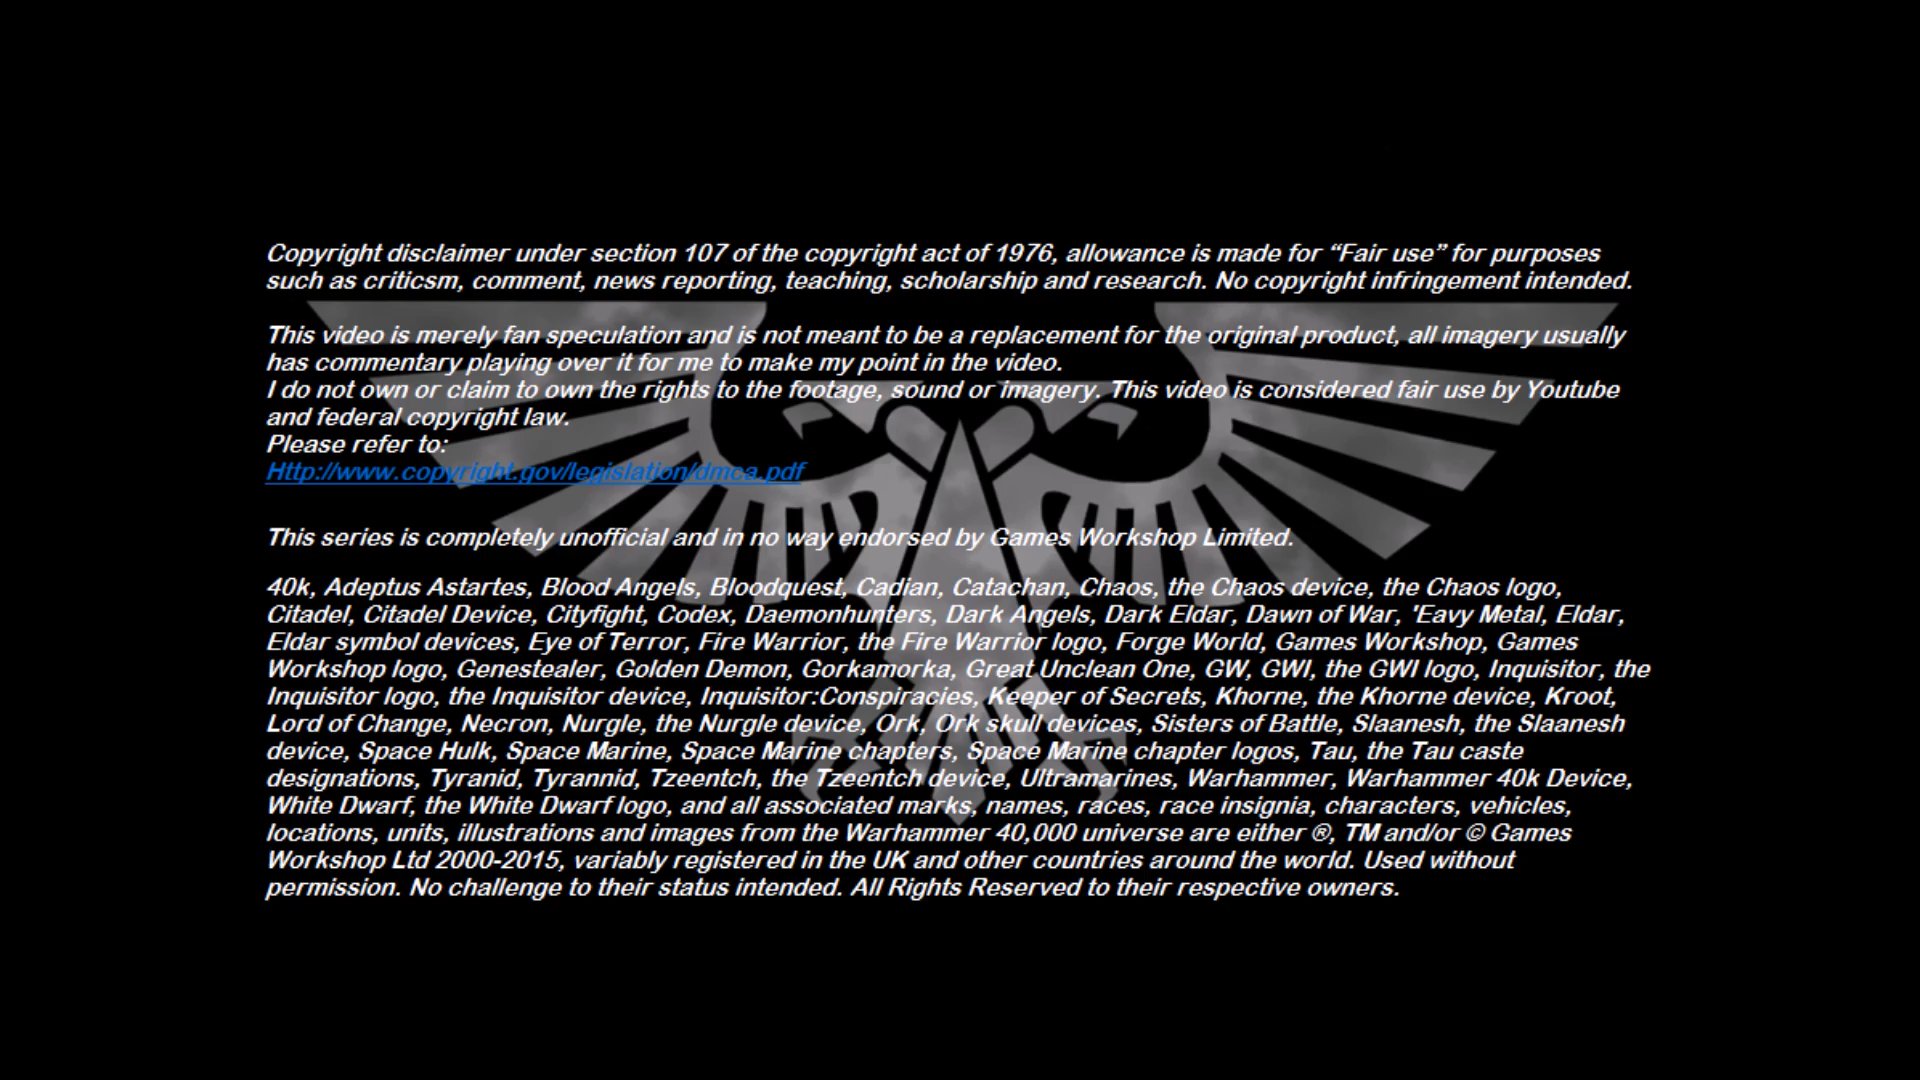 Copyright disclaimer under section 107 of the copyright act of 1976, allowance is made for “Fair use” for purposes
such as criticsm, comment, news reporting, teaching, scholarship and research. No copyright infringement intended.
This video is merely fan speculation and is not meant to be a replacement for the original product, all imagery usually
has commentary playing over it for me to make my point in the video.
I do not own or claim to own the rights to the footage, sound or imagery. This video is considered fair use by Youtube
and federal copyright law.
Please refer to:
Http://www.copyright.gov/legislation/dmca.pdf
This series is completely unofficial and in no way endorsed by Games Workshop Limited.
40k, Adeptus Astartes, Blood Angels, Bloodquest, Cadian, Catachan, Chaos, the Chaos device, the Chaos logo,
Citadel, Citadel Device, Cityfight, Codex, Daemonhunters, Dark Angels, Dark Eldar, Dawn of War, 'Eavy Metal, Eldar,
Eldar symbol devices, Eye of Terror, Fire Warrior, the Fire Warrior logo, Forge World, Games Workshop, Games
Workshop logo, Genestealer, Golden Demon, Gorkamorka, Great Unclean One, GW, GWI, the GWI logo, Inquisitor, the
Inquisitor logo, the Inquisitor device, Inquisitor:Conspiracies, Keeper of Secrets, Khorne, the Khorne device, Kroot,
Lord of Change, Necron, Nurgle, the Nurgle device, Ork, Ork skull devices, Sisters of Battle, Slaanesh, the Slaanesh
device, Space Hulk, Space Marine, Space Marine chapters, Space Marine chapter logos, Tau, the Tau caste
designations, Tyranid, Tyrannid, Tzeentch, the Tzeentch device, Ultramarines, Warhammer, Warhammer 40k Device,
White Dwarf, the White Dwarf logo, and all associated marks, names, races, race insignia, characters, vehicles,
locations, units, illustrations and images from the Warhammer 40,000 universe are either ®, TM and/or © Games
Workshop Ltd 2000-2015, variably registered in the UK and other countries around the world. Used without
permission. No challenge to their status intended. All Rights Reserved to their respective owners.